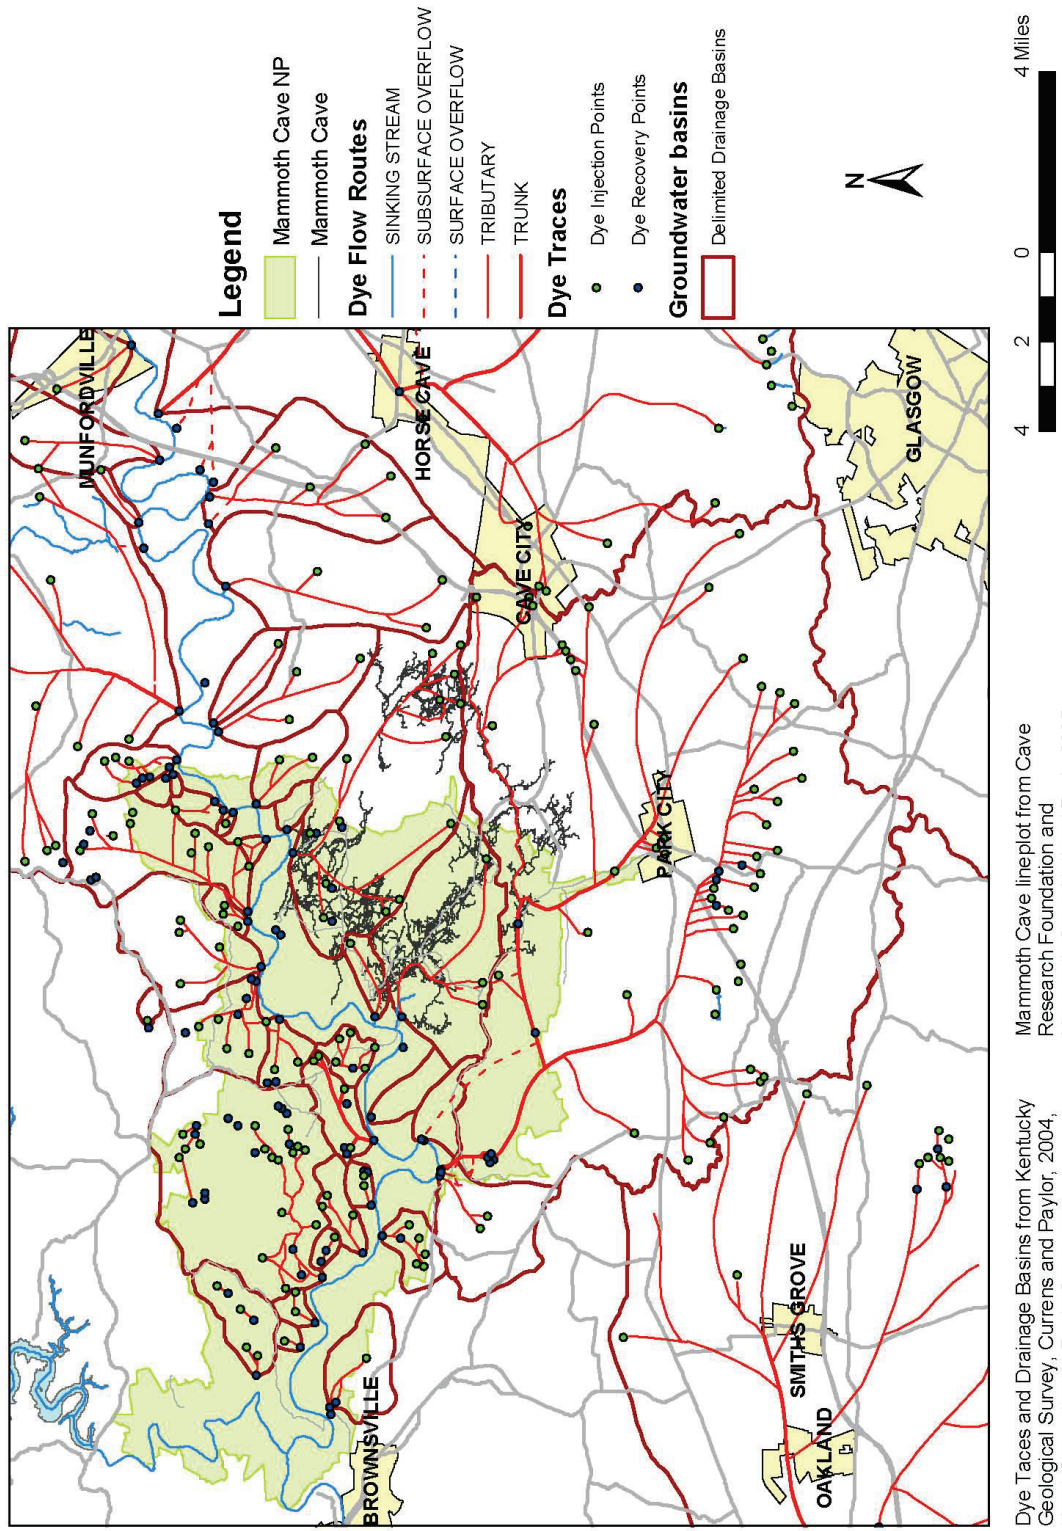 MUNFORDVILLE
HORSE CAVE
CAVE CITY
GLASGOW
PARK CITY
BROWNSVILLE
SMITHS GROVE
OAKLAND
Legend
Mammoth Cave NP
Mammoth Cave
Dye Flow Routes
SINKING STREAM
SUBSURFACE OVERFLOW
SURFACE OVERFLOW
TRIBUTARY
TRUNK
Dye Traces
Dye Injection Points
Dye Recovery Points
Groundwater basins
Delimited Drainage Basins
N
4 2 0 4 Miles
Dye Taces and Drainage Basins from Kentucky
Geological Survey, Currens and Paylor, 2004,
Mammoth Cave lineplot from Cave
Research Foundation and